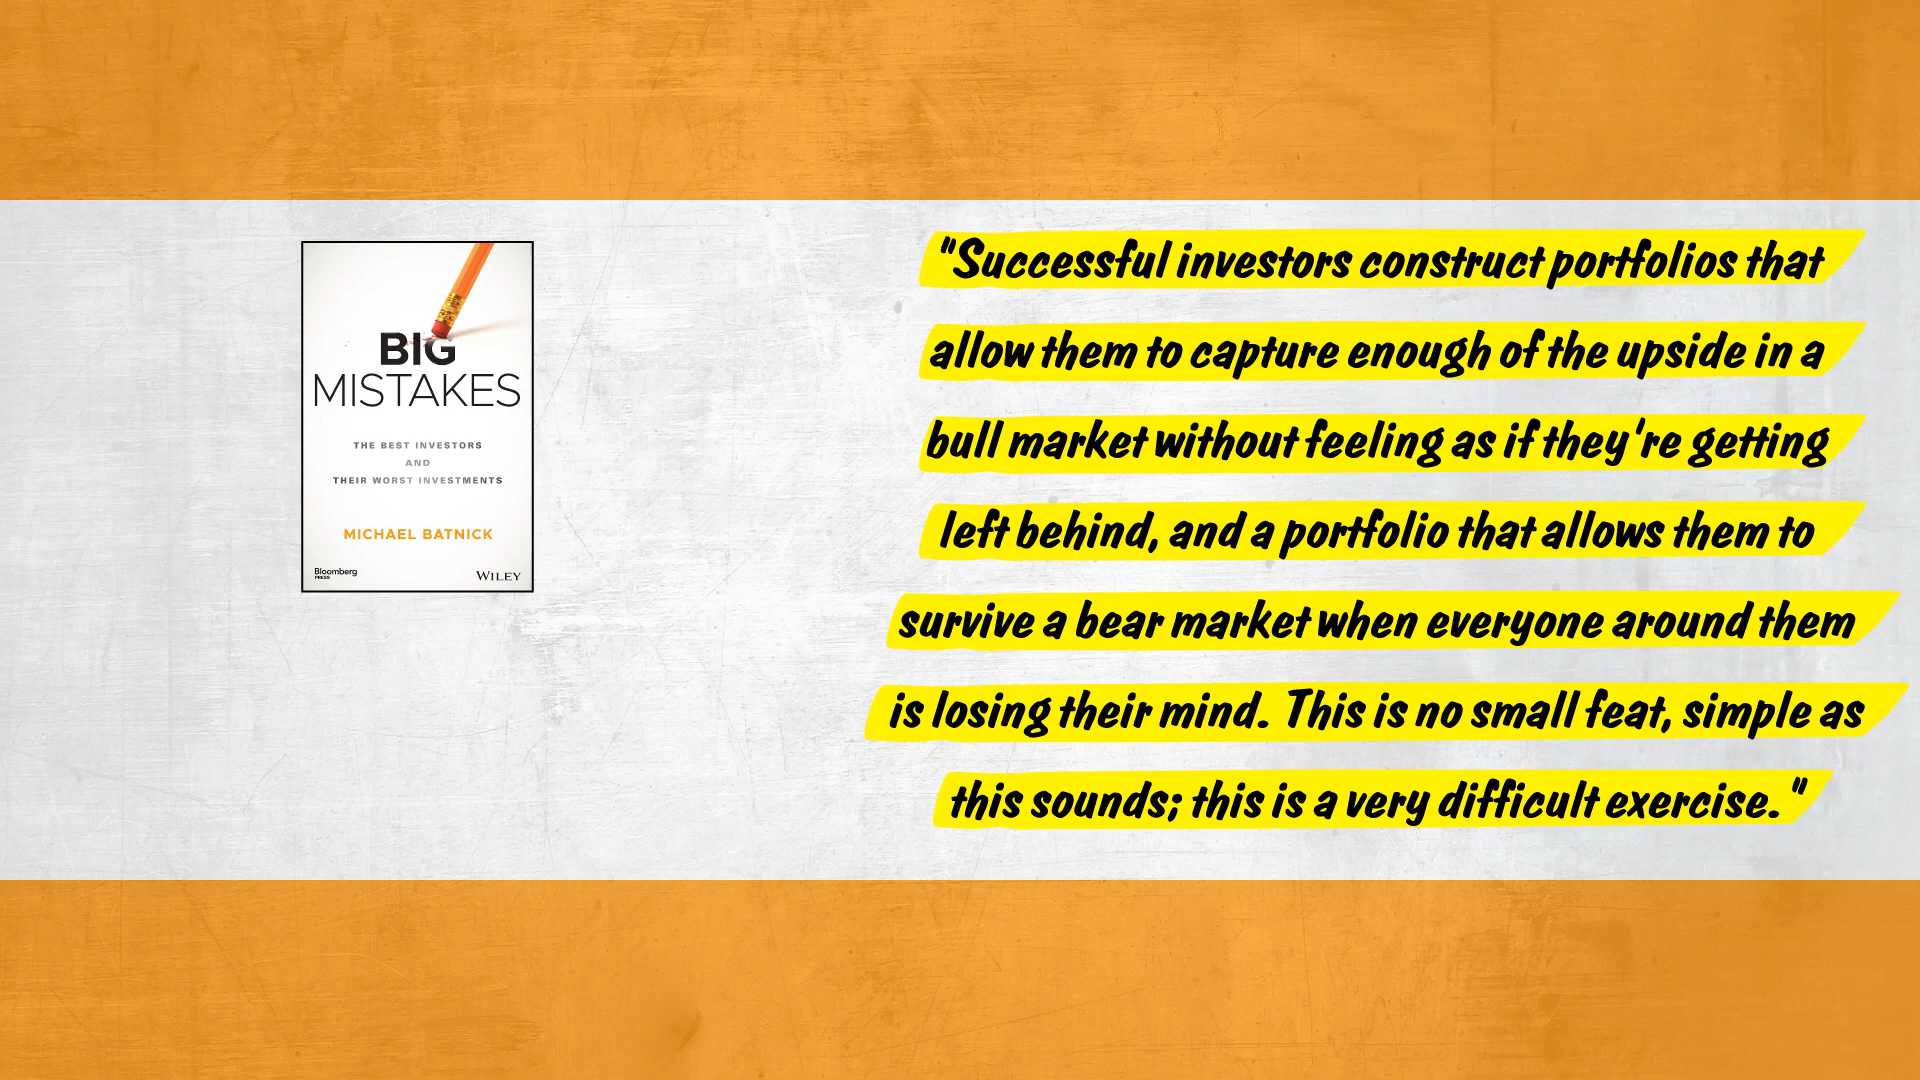 BIG
MISTAKES
THE BEST INVESTORS
AND
THEIR WORST INVESTMENTS
MICHAEL BATNICK
Bloomberg
PRESS
WILEY
"Successful investors construct portfolios that
allow them to capture enough of the upside in a
bull market without feeling as if they're getting
left behind, and a portfolio that allows them to
survive a bear market when everyone around them
is losing their mind. This is no small feat, simple as
this sounds; this is a very difficult exercise."